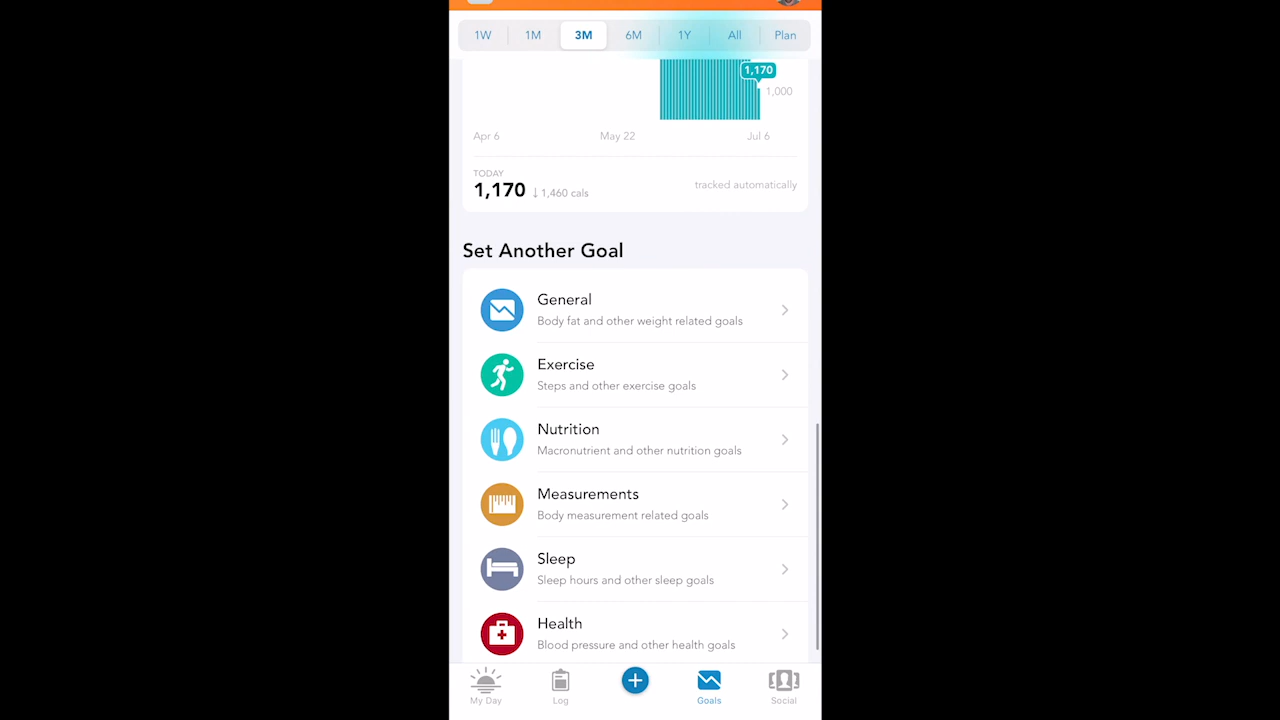 1W 1M 3M 6M 1Y All Plan
1,170
1,000
Apr 6 May 22 Jul 6
TODAY
1,170 ↓ 1,460 cals tracked automatically
Set Another Goal
General
Body fat and other weight related goals
Exercise
Steps and other exercise goals
Nutrition
Macronutrient and other nutrition goals
Measurements
Body measurement related goals
Sleep
Sleep hours and other sleep goals
Health
Blood pressure and other health goals
My Day Log Goals Social